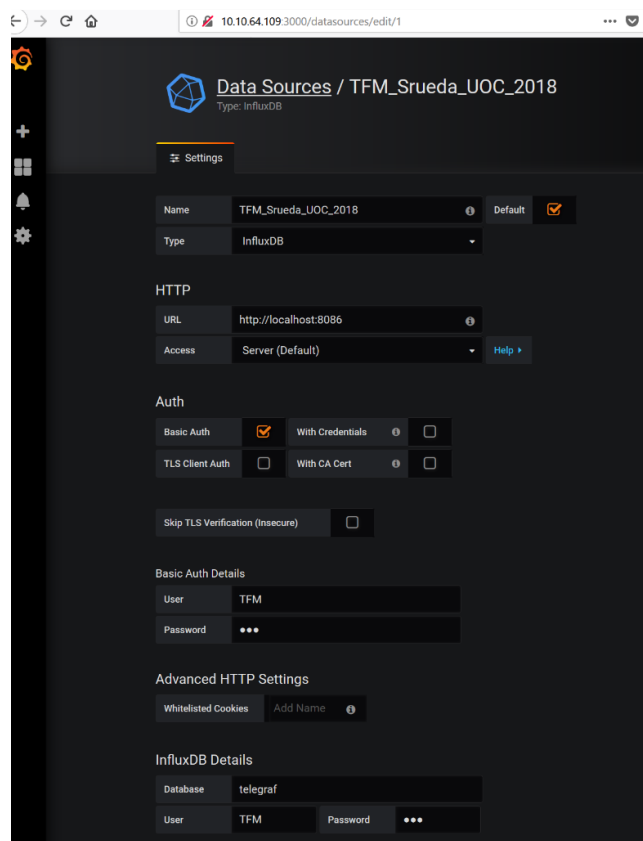 10.10.64.109:3000/datasources/edit/1
Data Sources / TFM_Srueda_UOC_2018
Type: InfluxDB
Settings
Name TFM_Srueda_UOC_2018 Default
Type InfluxDB
HTTP
URL http://localhost:8086
Access Server (Default) Help
Auth
Basic Auth With Credentials
TLS Client Auth With CA Cert
Skip TLS Verification (Insecure)
Basic Auth Details
User TFM
Password •••
Advanced HTTP Settings
Whitelisted Cookies Add Name
InfluxDB Details
Database telegraf
User TFM Password •••